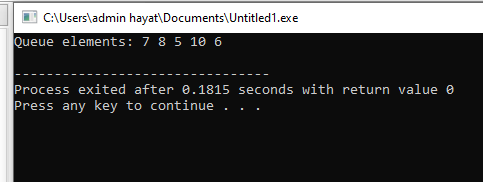 C:\Users\admin hayat\Documents\Untitled1.exe
Queue elements: 7 8 5 10 6
--------------------------------
Process exited after 0.1815 seconds with return value 0
Press any key to continue . . .